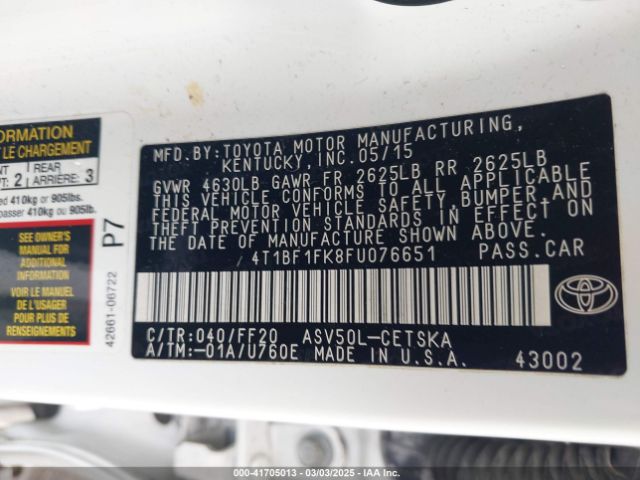 ORMATION
LE CHARGEMENT
2 REAR
ARRIÈRE: 3
ed 410kg or 905lbs.
passer 410kg ou 905lb.
SEE OWNER'S
MANUAL FOR
ADDITIONAL
INFORMATION
VOIR LE MANUEL
DE L'USAGER
POUR PLUS DE
P7
42661-06722
MFD.BY:TOYOTA MOTOR MANUFACTURING,
KENTUCKY,INC.05/15
GVWR 4630LB GAWR FR 2625LB RR 2625LB
THIS VEHICLE CONFORMS TO ALL APPLICABLE
FEDERAL MOTOR VEHICLE SAFETY,BUMPER,AND
THEFT PREVENTION STANDARDS IN EFFECT ON
THE DATE OF MANUFACTURE SHOWN ABOVE.
4T1BF1FK8FU076651 PASS.CAR
C/TR:040/FF20 ASV50L-CETSKA
A/TM:-01A/U760E MADE IN U.S.A.
43002
TOYOTA
000-41705013 — 03/03/2025 — IAA Inc.